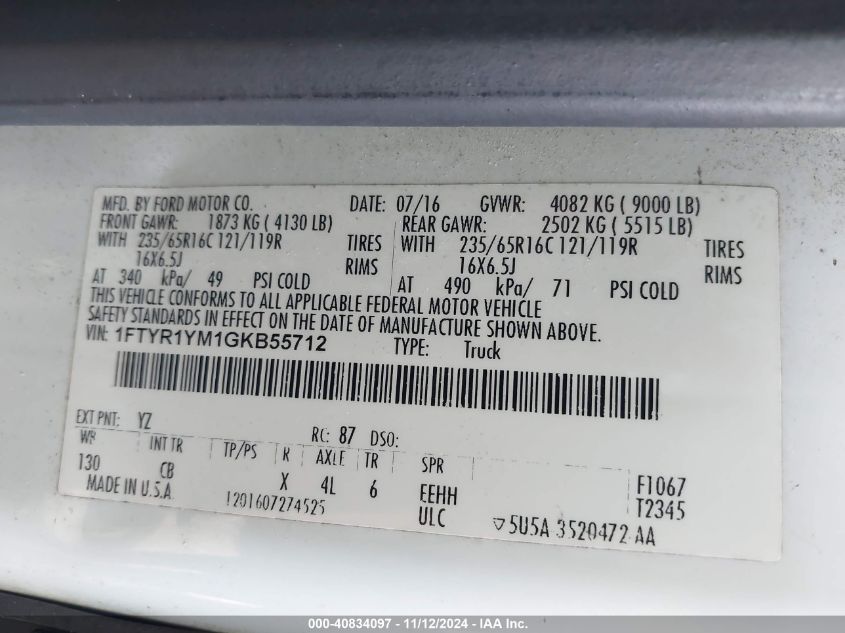 MFD. BY FORD MOTOR CO. DATE: 07/16 GVWR: 4082 KG ( 9000 LB)
FRONT GAWR: 1873 KG ( 4130 LB) REAR GAWR: 2502 KG ( 5515 LB)
WITH 235/65R16C 121/119R TIRES WITH 235/65R16C 121/119R TIRES
16X6.5J RIMS 16X6.5J RIMS
AT 340 kPa/ 49 PSI COLD AT 490 kPa/ 71 PSI COLD
THIS VEHICLE CONFORMS TO ALL APPLICABLE FEDERAL MOTOR VEHICLE
SAFETY STANDARDS IN EFFECT ON THE DATE OF MANUFACTURE SHOWN ABOVE.
VIN: 1FTYR1YM1GKB55712 TYPE: Truck
EXT PNT: YZ RC: 87 DSO:
WB INT TR TP/PS R AXLE TR SPR
130 CB X 4L 6 EEHH F1067
MADE IN U.S.A. 1201607274525 ULC T2345
5U5A 3520472 AA
000-40834097 - 11/12/2024 - IAA Inc.